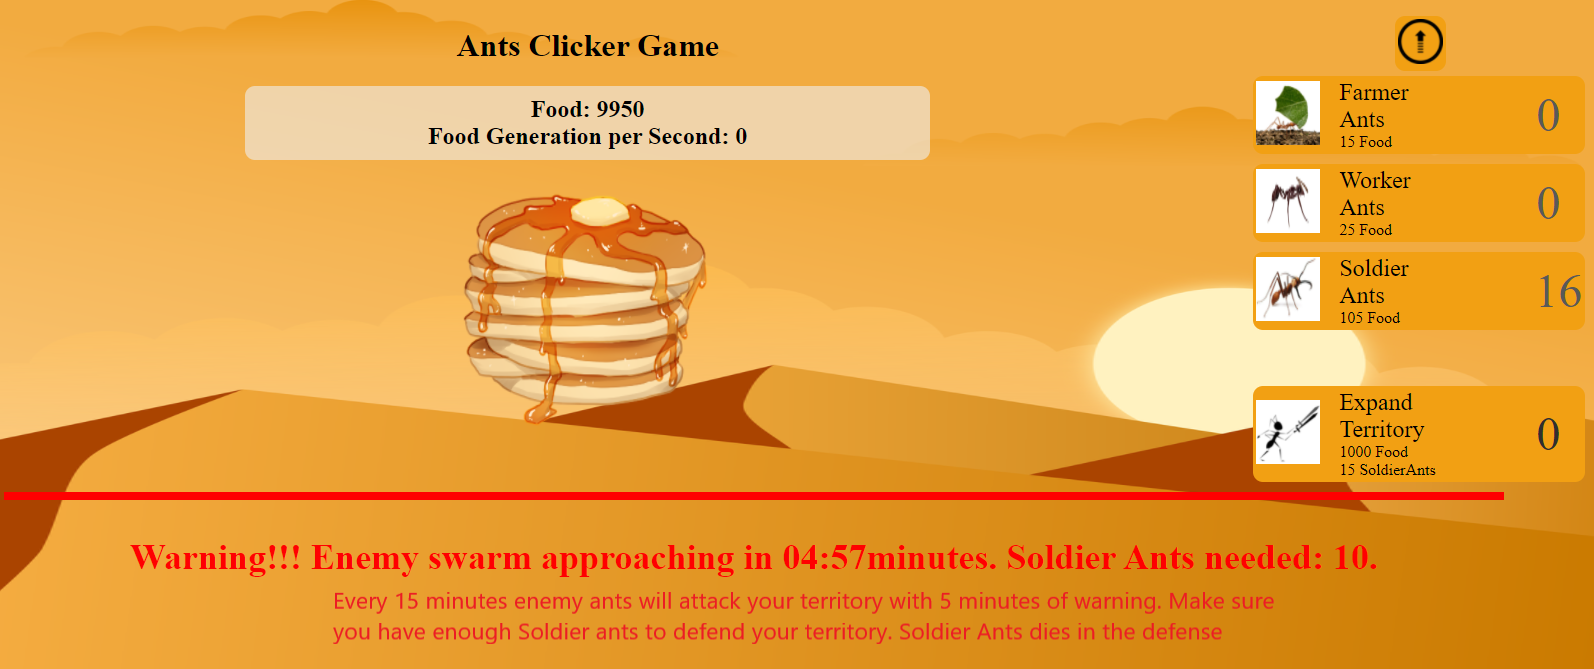 Ants Clicker Game
Food: 9950
Food Generation per Second: 0
Farmer
Ants
15 Food
0
Worker
Ants
25 Food
0
Soldier
Ants
105 Food
16
Expand
Territory
1000 Food
15 SoldierAnts
0
Warning!!! Enemy swarm approaching in 04:57minutes. Soldier Ants needed: 10.
Every 15 minutes enemy ants will attack your territory with 5 minutes of warning. Make sure
you have enough Soldier ants to defend your territory. Soldier Ants dies in the defense